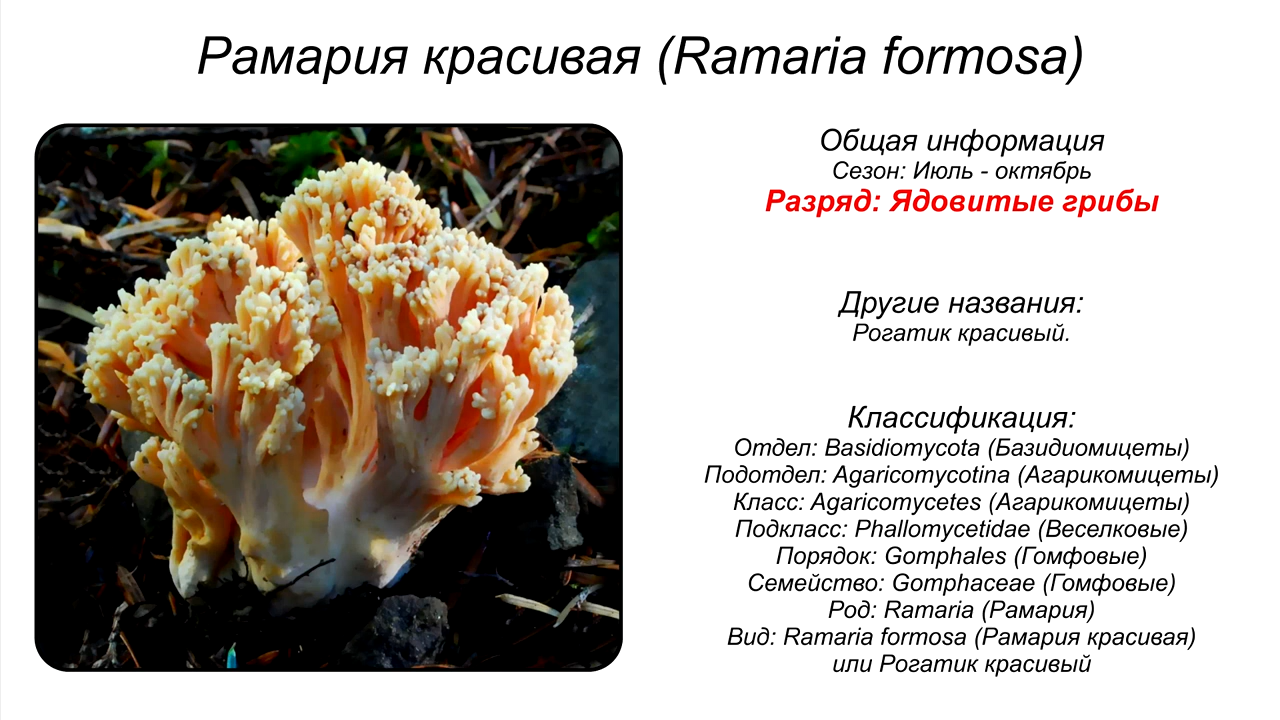 Рамария красивая (Ramaria formosa)
Общая информация
Сезон: Июль - октябрь
Разряд: Ядовитые грибы
Другие названия:
Рогатик красивый.
Классификация:
Отдел: Basidiomycota (Базидиомицеты)
Подотдел: Agaricomycotina (Агарикомицеты)
Класс: Agaricomycetes (Агарикомицеты)
Подкласс: Phallomycetidae (Веселковые)
Порядок: Gomphales (Гомфовые)
Семейство: Gomphaceae (Гомфовые)
Род: Ramaria (Рамария)
Вид: Ramaria formosa (Рамария красивая)
или Рогатик красивый